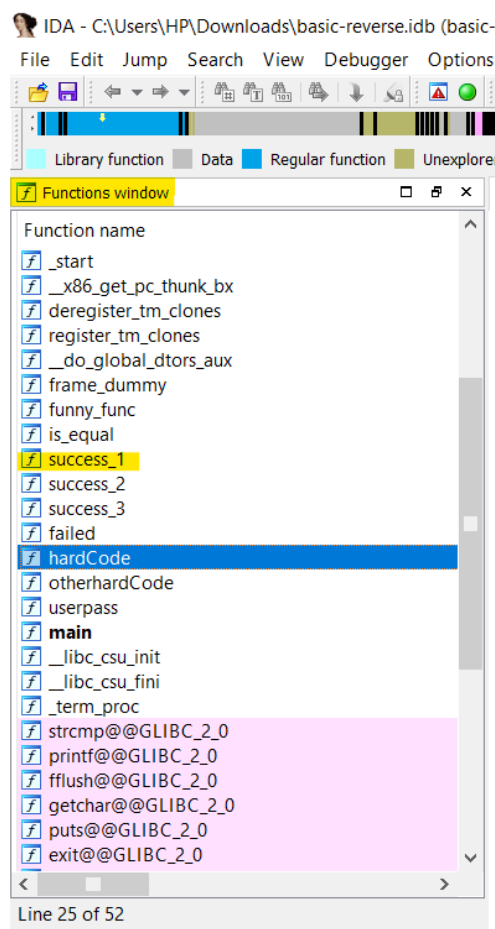 IDA - C:\Users\HP\Downloads\basic-reverse.idb (basic-
File Edit Jump Search View Debugger Options
Library function Data Regular function Unexplore
Functions window
Function name
_start
__x86_get_pc_thunk_bx
deregister_tm_clones
register_tm_clones
__do_global_dtors_aux
frame_dummy
funny_func
is_equal
success_1
success_2
success_3
failed
hardCode
otherhardCode
userpass
main
__libc_csu_init
__libc_csu_fini
_term_proc
strcmp@@GLIBC_2_0
printf@@GLIBC_2_0
fflush@@GLIBC_2_0
getchar@@GLIBC_2_0
puts@@GLIBC_2_0
exit@@GLIBC_2_0
Line 25 of 52